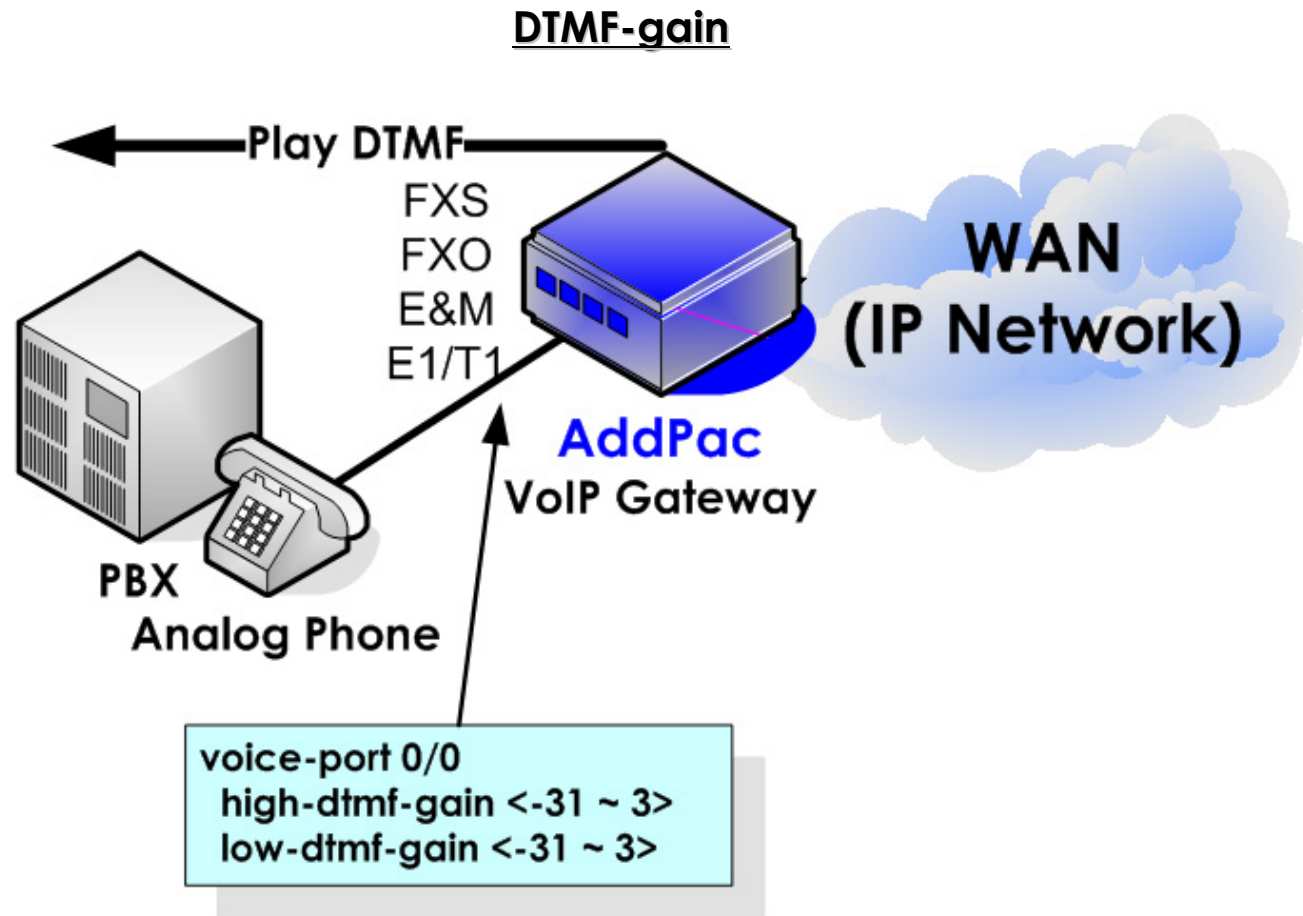 DTMF-gain
Play DTMF
FXS
FXO
E&M
E1/T1
WAN
(IP Network)
AddPac
VoIP Gateway
PBX
Analog Phone
voice-port 0/0
high-dtmf-gain <-31 ~ 3>
low-dtmf-gain <-31 ~ 3>